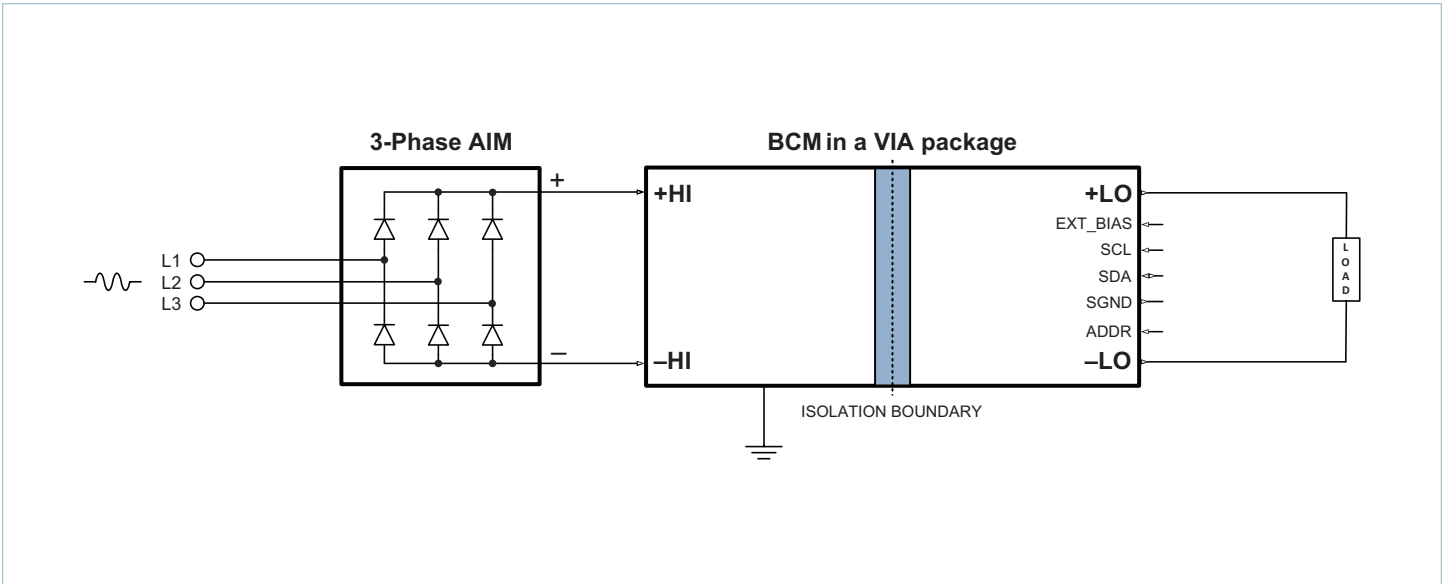 3-Phase AIM
BCM in a VIA package
+
+HI
+LO
EXT_BIAS
SCL
SDA
SGND
ADDR
–LO
L1
L2
L3
–
–HI
LOAD
ISOLATION BOUNDARY